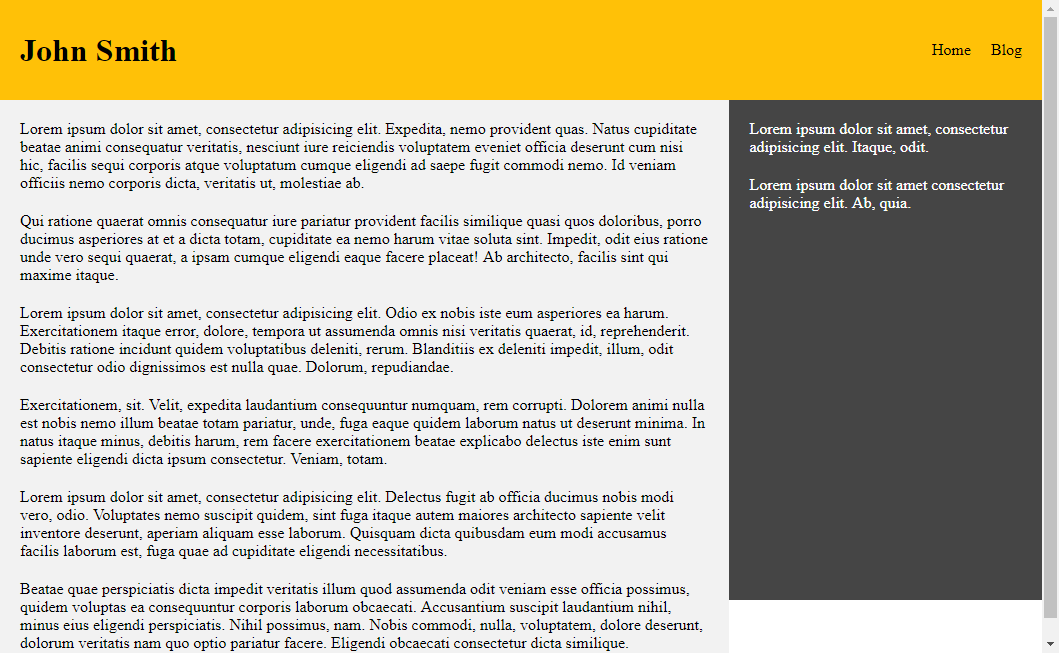 John Smith
Home Blog
Lorem ipsum dolor sit amet, consectetur adipisicing elit. Expedita, nemo provident quas. Natus cupiditate
beatae animi consequatur veritatis, nesciunt iure reiciendis voluptatem eveniet officia deserunt cum nisi
hic, facilis sequi corporis atque voluptatum cumque eligendi ad saepe fugit commodi nemo. Id veniam
officiis nemo corporis dicta, veritatis ut, molestiae ab.
Qui ratione quaerat omnis consequatur iure pariatur provident facilis similique quasi quos doloribus, porro
ducimus asperiores at et a dicta totam, cupiditate ea nemo harum vitae soluta sint. Impedit, odit eius ratione
unde vero sequi quaerat, a ipsam cumque eligendi eaque facere placeat! Ab architecto, facilis sint qui
maxime itaque.
Lorem ipsum dolor sit amet, consectetur adipisicing elit. Odio ex nobis iste eum asperiores ea harum.
Exercitationem itaque error, dolore, tempora ut assumenda omnis nisi veritatis quaerat, id, reprehenderit.
Debitis ratione incidunt quidem voluptatibus deleniti, rerum. Blanditiis ex deleniti impedit, illum, odit
consectetur odio dignissimos est nulla quae. Dolorum, repudiandae.
Exercitationem, sit. Velit, expedita laudantium consequuntur numquam, rem corrupti. Dolorem animi nulla
est nobis nemo illum beatae totam pariatur, unde, fuga eaque quidem laborum natus ut deserunt minima. In
natus itaque minus, debitis harum, rem facere exercitationem beatae explicabo delectus iste enim sunt
sapiente eligendi dicta ipsum consectetur. Veniam, totam.
Lorem ipsum dolor sit amet, consectetur adipisicing elit. Delectus fugit ab officia ducimus nobis modi
vero, odio. Voluptates nemo suscipit quidem, sint fuga itaque autem maiores architecto sapiente velit
inventore deserunt, aperiam aliquam esse laborum. Quisquam dicta quibusdam eum modi accusamus
facilis laborum est, fuga quae ad cupiditate eligendi necessitatibus.
Beatae quae perspiciatis dicta impedit veritatis illum quod assumenda odit veniam esse officia possimus,
quidem voluptas ea consequuntur corporis laborum obcaecati. Accusantium suscipit laudantium nihil,
minus eius eligendi perspiciatis. Nihil possimus, nam. Nobis commodi, nulla, voluptatem, dolore deserunt,
dolorum veritatis nam quo optio pariatur facere. Eligendi obcaecati consectetur dicta similique.
Lorem ipsum dolor sit amet, consectetur
adipisicing elit. Itaque, odit.
Lorem ipsum dolor sit amet consectetur
adipisicing elit. Ab, quia.